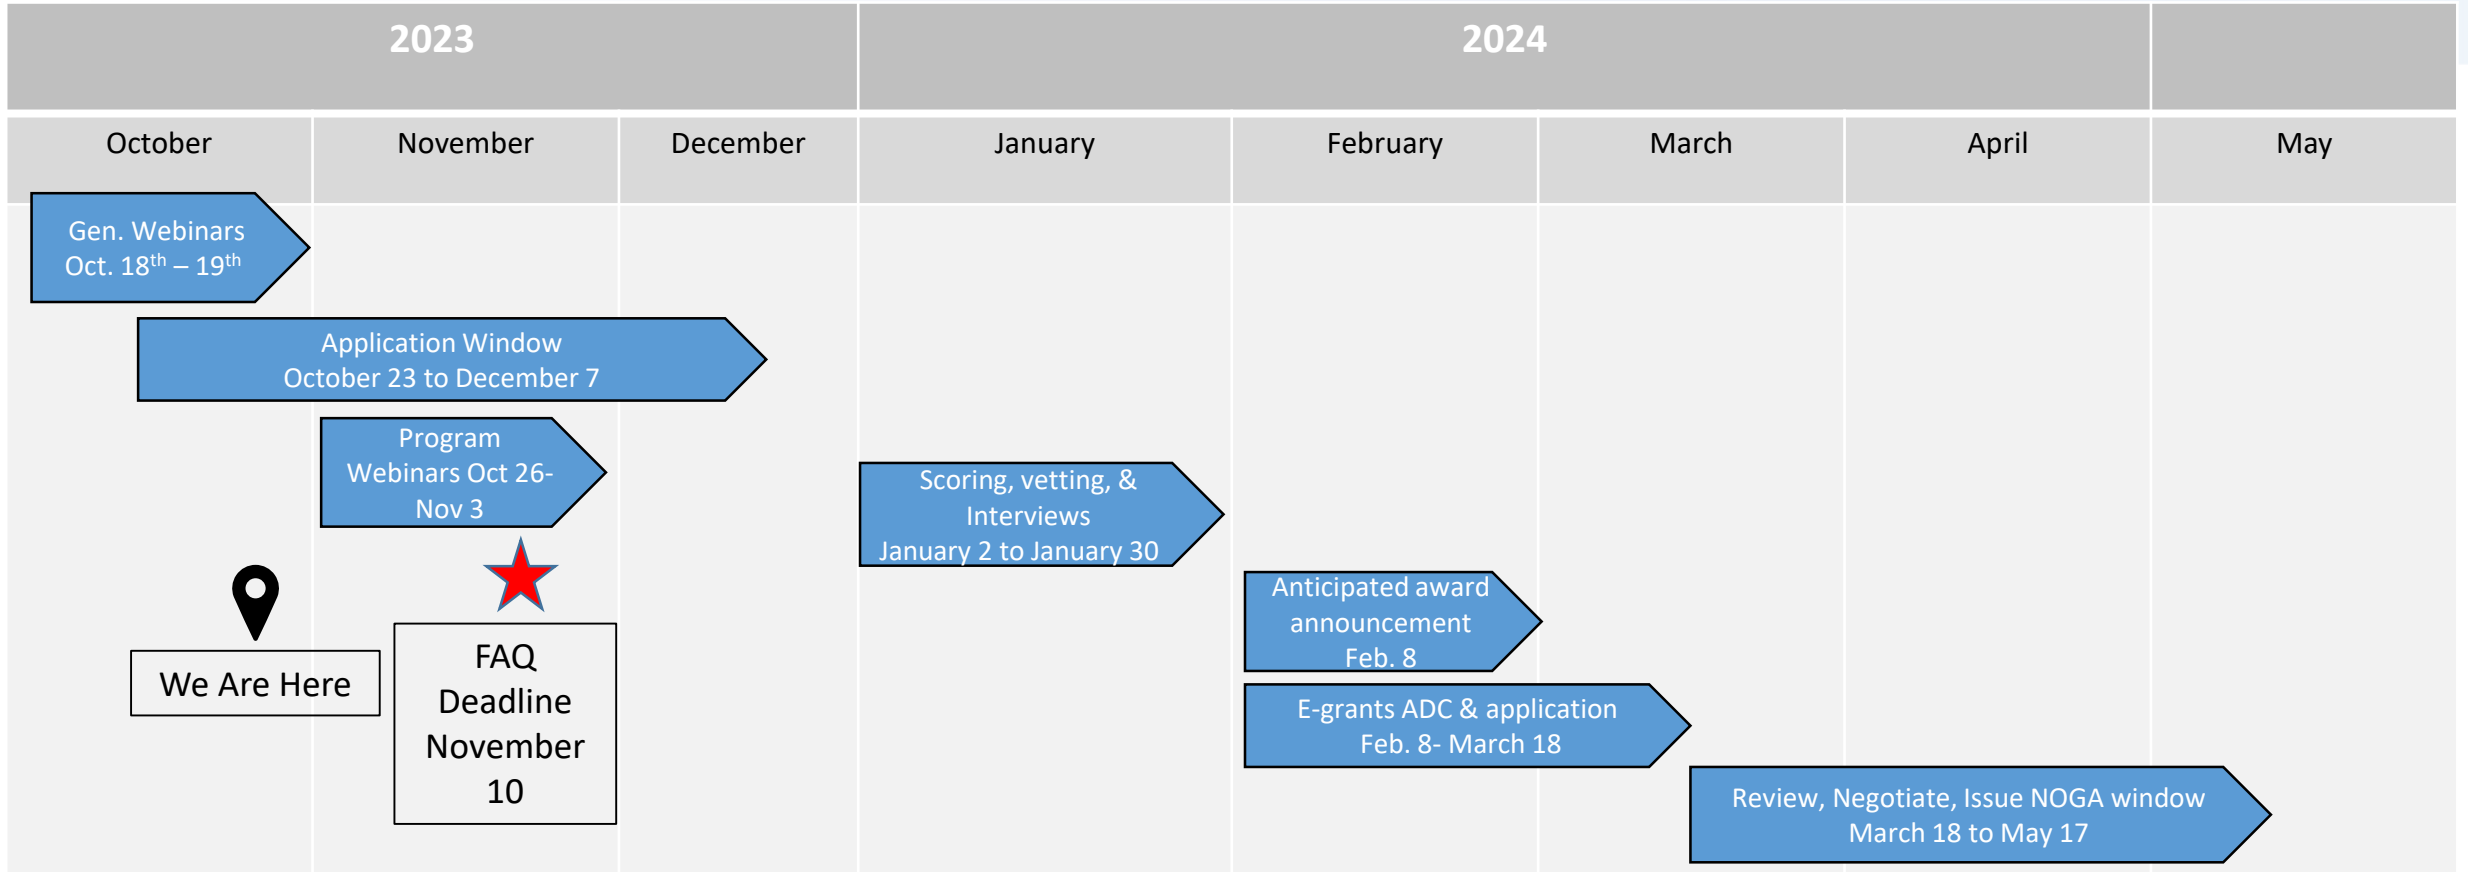 2023
2024
October
November
December
January
February
March
April
May
Gen. Webinars
Oct. 18th – 19th
Application Window
October 23 to December 7
Program
Webinars Oct 26-
Nov 3
Scoring, vetting, &
Interviews
January 2 to January 30
We Are Here
FAQ
Deadline
November
10
Anticipated award
announcement
Feb. 8
E-grants ADC & application
Feb. 8- March 18
Review, Negotiate, Issue NOGA window
March 18 to May 17